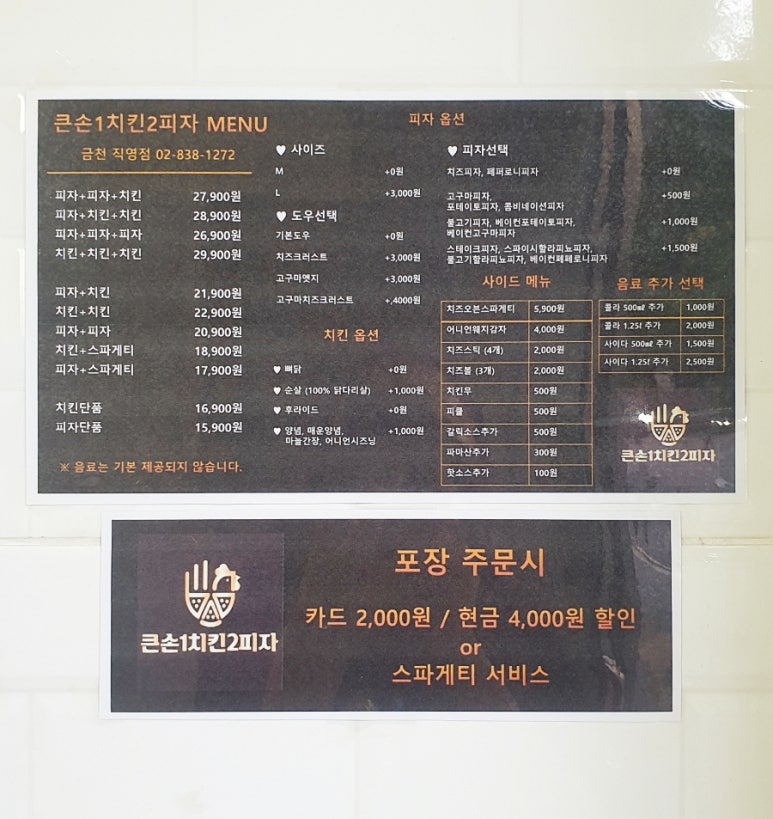 큰손1치킨2피자 MENU
금천 직영점 02-838-1272
피자+피자+치킨 27,900원
피자+치킨+치킨 28,900원
피자+피자+피자 26,900원
치킨+치킨+치킨 29,900원
피자+치킨 21,900원
치킨+치킨 22,900원
피자+피자 20,900원
치킨+스파게티 18,900원
피자+스파게티 17,900원
치킨단품 16,900원
피자단품 15,900원
※ 음료는 기본 제공되지 않습니다.
피자 옵션
♥ 사이즈
M +0원
L +3,000원
♥ 도우선택
기본도우 +0원
치즈크러스트 +3,000원
고구마엣지 +3,000원
고구마치즈크러스트 +,4000원
♥ 피자선택
치즈피자, 페퍼로니피자 +0원
고구마피자, +500원
포테이토피자, 콤비네이션피자
불고기피자, 베이컨포테이토피자, +1,000원
베이컨고구마피자
스테이크피자, 스파이시할라피뇨피자, +1,500원
불고기할라피뇨피자, 베이컨페페로니피자
치킨 옵션
♥ 뼈닭 +0원
♥ 순살 (100% 닭다리살) +1,000원
♥ 후라이드 +0원
♥ 양념, 매운양념, +1,000원
마늘간장, 어니언시즈닝
사이드 메뉴
치즈오븐스파게티 5,900원
어니언웨지감자 4,000원
치즈스틱 (4개) 2,000원
치즈볼 (3개) 2,000원
치킨무 500원
피클 500원
갈릭소스추가 500원
파마산추가 300원
핫소스추가 100원
음료 추가 선택
콜라 500㎖ 추가 1,000원
콜라 1.25ℓ 추가 2,000원
사이다 500㎖ 추가 1,500원
사이다 1.25ℓ 추가 2,500원
큰손1치킨2피자
큰손1치킨2피자
포장 주문시
카드 2,000원 / 현금 4,000원 할인
or
스파게티 서비스